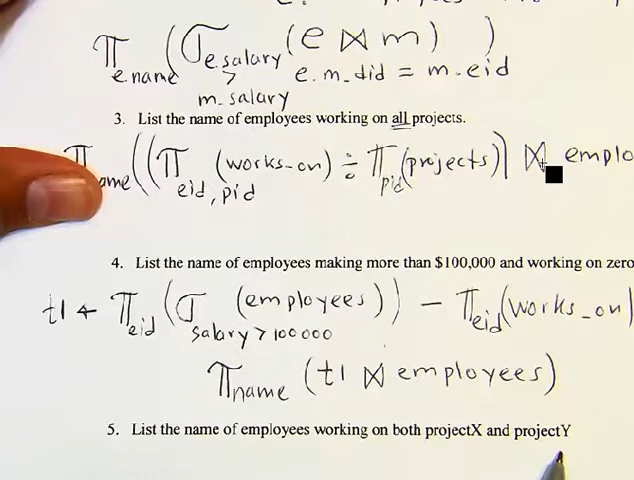 π e.name (σ e.salary > m.salary (e ⋈ m) )
e.m_did = m.eid
3. List the name of employees working on all projects.
((π eid, pid (works_on) ÷ π pid (projects)) ⋈
4. List the name of employees making more than $100,000 and working on zero
t1 ← π eid (σ salary > 100000 (employees)) − π eid (works_on)
π name (t1 ⋈ employees)
5. List the name of employees working on both projectX and projectY